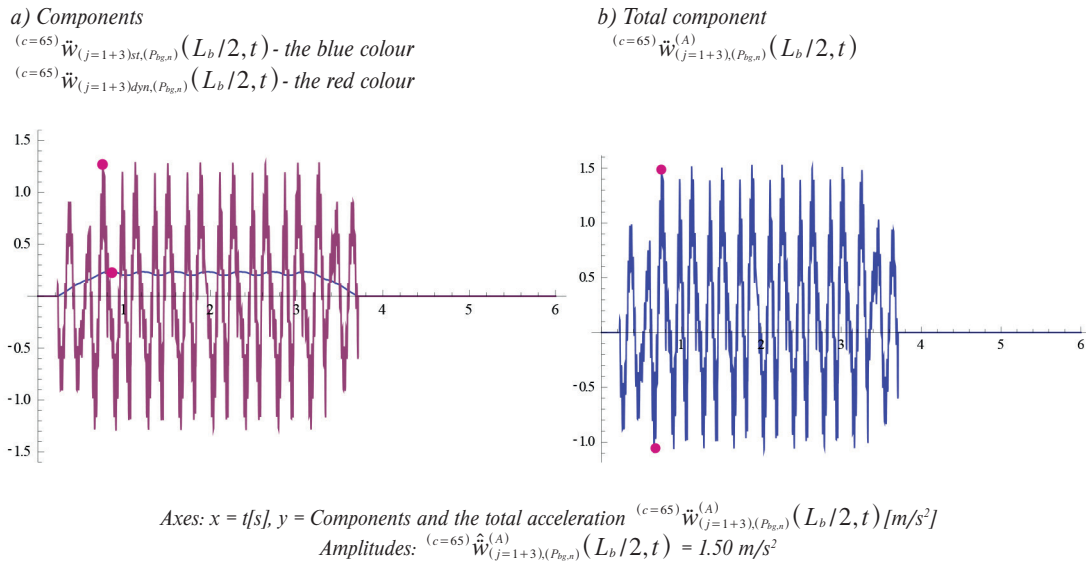 a) Components
(c=65) ẅ(j=1+3)st,(Pbg,n) (Lb/2,t) - the blue colour
(c=65) ẅ(j=1+3)dyn,(Pbg,n) (Lb/2,t) - the red colour
1.5
1.0
0.5
-0.5
-1.0
-1.5
1 2 3 4 5 6
b) Total component
(c=65) ẅ(A)(j=1+3),(Pbg,n) (Lb/2,t)
1.5
1.0
0.5
-0.5
-1.0
1 2 3 4 5 6
Axes: x = t[s], y = Components and the total acceleration (c=65) ẅ(A)(j=1+3),(Pbg,n) (Lb/2,t) [m/s²]
Amplitudes: (c=65) ẅ̂(A)(j=1+3),(Pbg,n) (Lb/2,t) = 1.50 m/s²